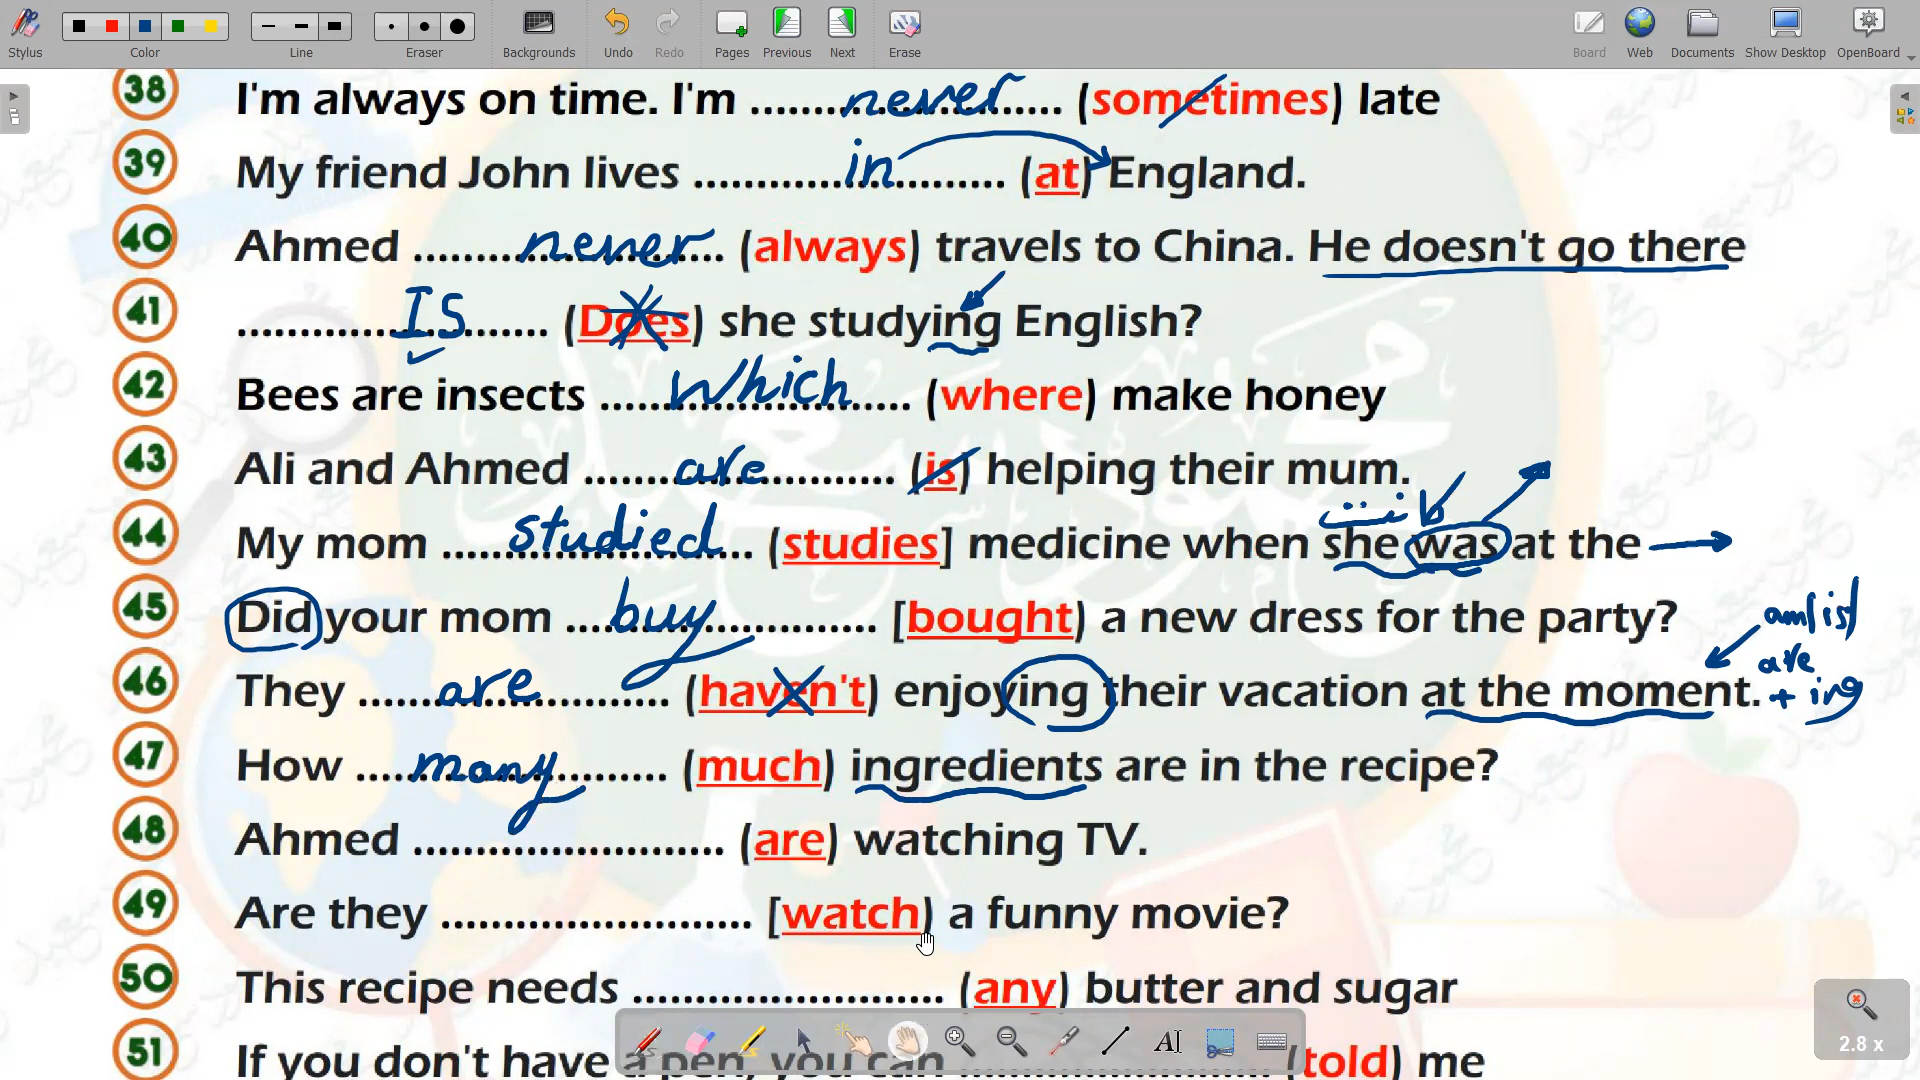 Stylus Color Line Eraser Backgrounds Undo Redo Pages Previous Next Erase Board Web Documents Show Desktop OpenBoard
38 I'm always on time. I'm ........never........ (sometimes) late
39 My friend John lives ........in........ (at) England.
40 Ahmed ........never........ (always) travels to China. He doesn't go there
41 ........IS........ (Does) she studying English?
42 Bees are insects ........which........ (where) make honey
43 Ali and Ahmed ........are........ (is) helping their mum.
44 My mom ........studied........ (studies] medicine when she was at the
45 Did your mom ........buy........ [bought) a new dress for the party?
am/is/
are
+ ing
46 They ........are........ (haven't) enjoying their vacation at the moment.
47 How ........many........ (much) ingredients are in the recipe?
48 Ahmed ........................ (are) watching TV.
49 Are they ........................ [watch) a funny movie?
50 This recipe needs ........................ (any) butter and sugar
51 If you don't have a pen, you can ........................ (told) me
2.8 x